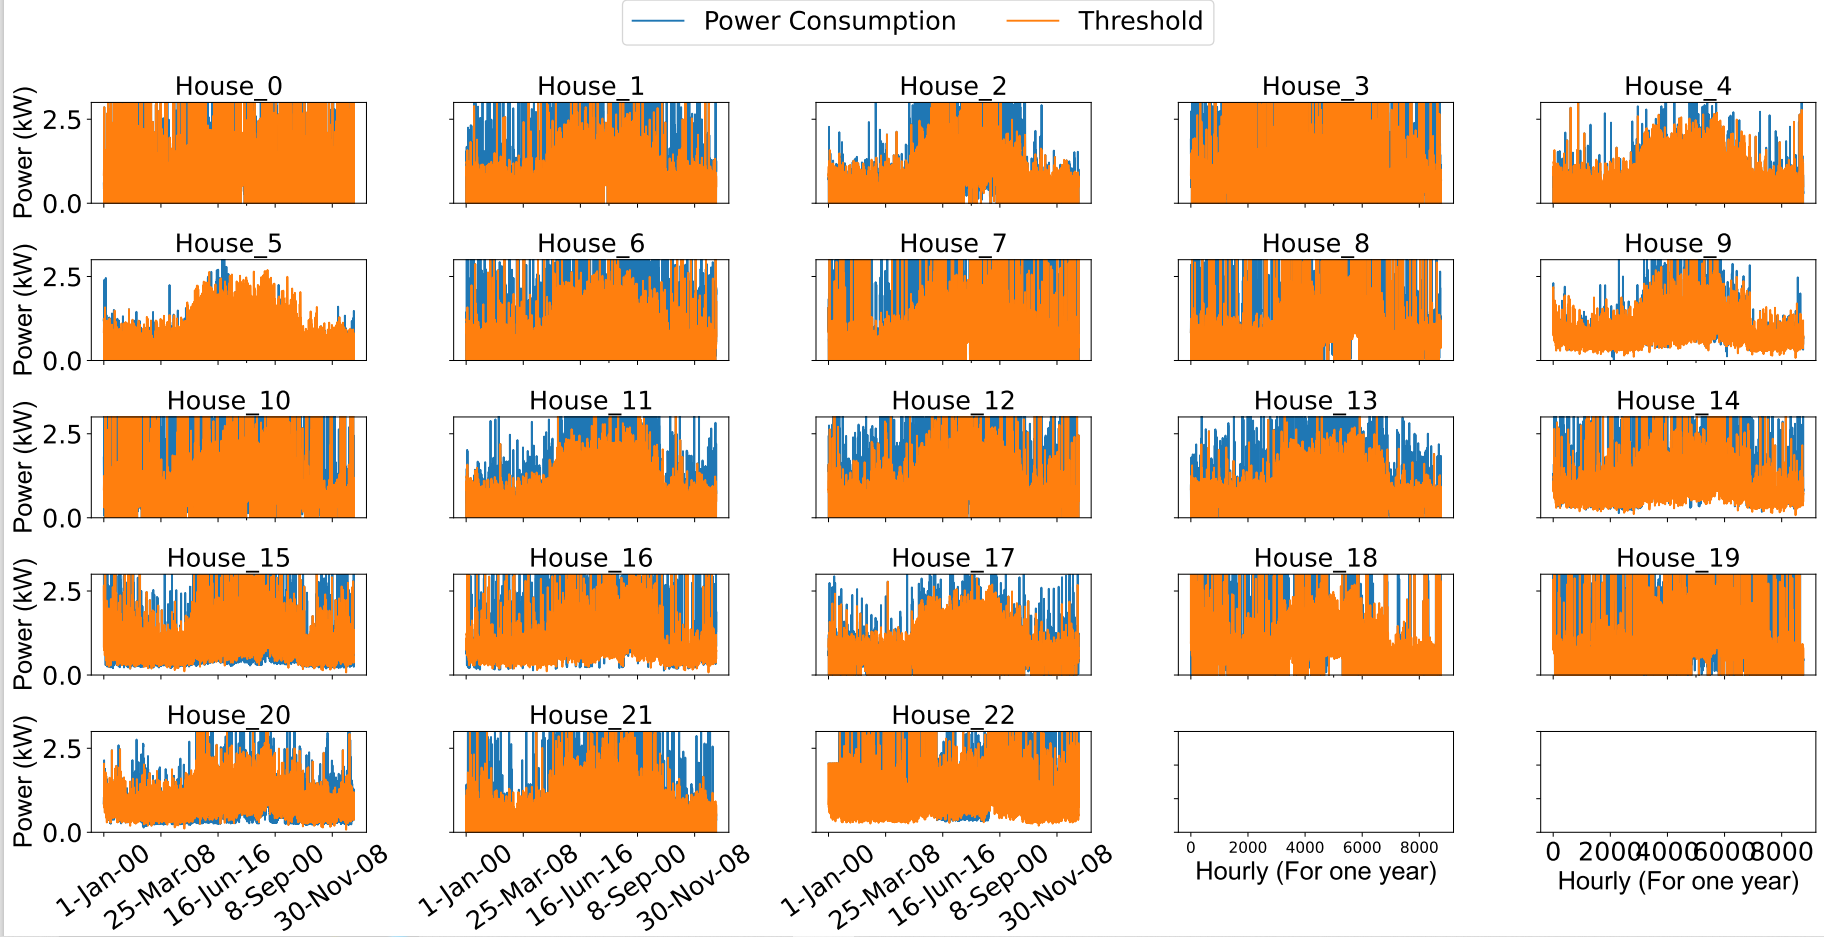 Power Consumption Threshold
House_0 House_1 House_2 House_3 House_4
Power (kW) 2.5 0.0
House_5 House_6 House_7 House_8 House_9
Power (kW) 2.5 0.0
House_10 House_11 House_12 House_13 House_14
Power (kW) 2.5 0.0
House_15 House_16 House_17 House_18 House_19
Power (kW) 2.5 0.0
House_20 House_21 House_22
Power (kW) 2.5 0.0
1-Jan-00 25-Mar-08 16-Jun-16 8-Sep-00 30-Nov-08
1-Jan-00 25-Mar-08 16-Jun-16 8-Sep-00 30-Nov-08
1-Jan-00 25-Mar-08 16-Jun-16 8-Sep-00 30-Nov-08
0 2000 4000 6000 8000
Hourly (For one year)
0 2000 4000 6000 8000
Hourly (For one year)